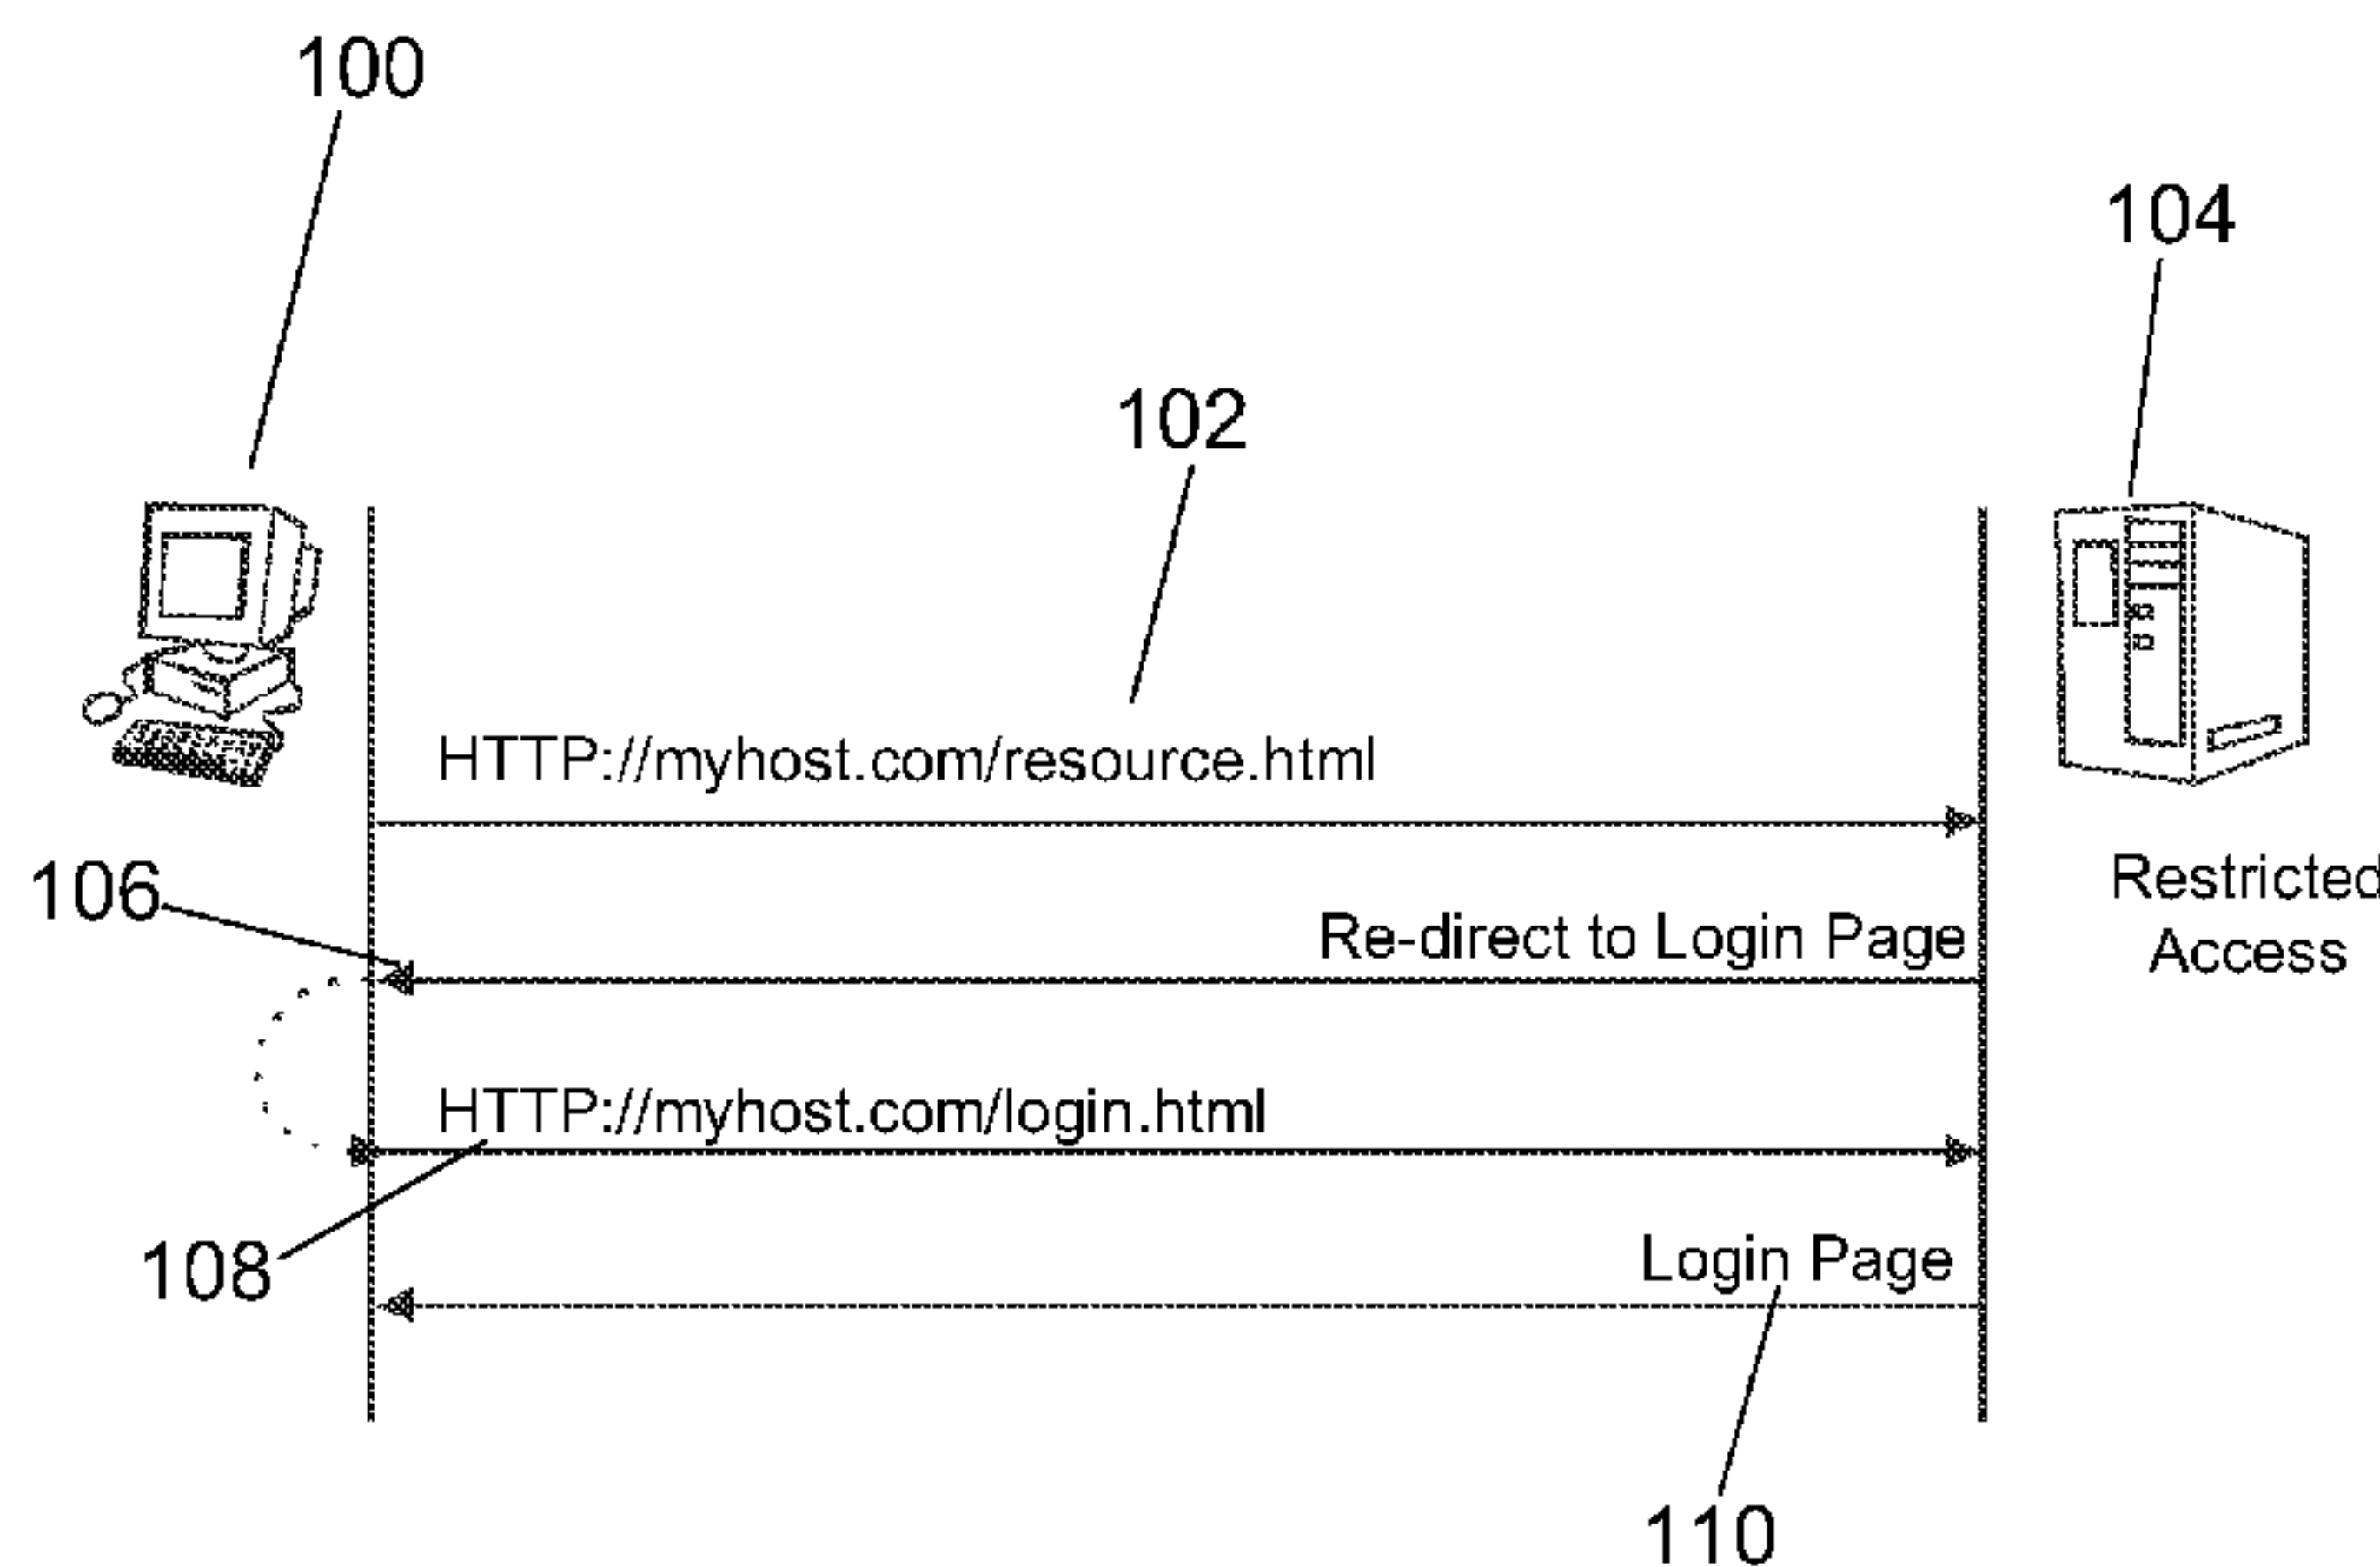 100
104
102
HTTP://myhost.com/resource.html
106
Restricted
Access
Re-direct to Login Page
HTTP://myhost.com/login.html
108
Login Page
110